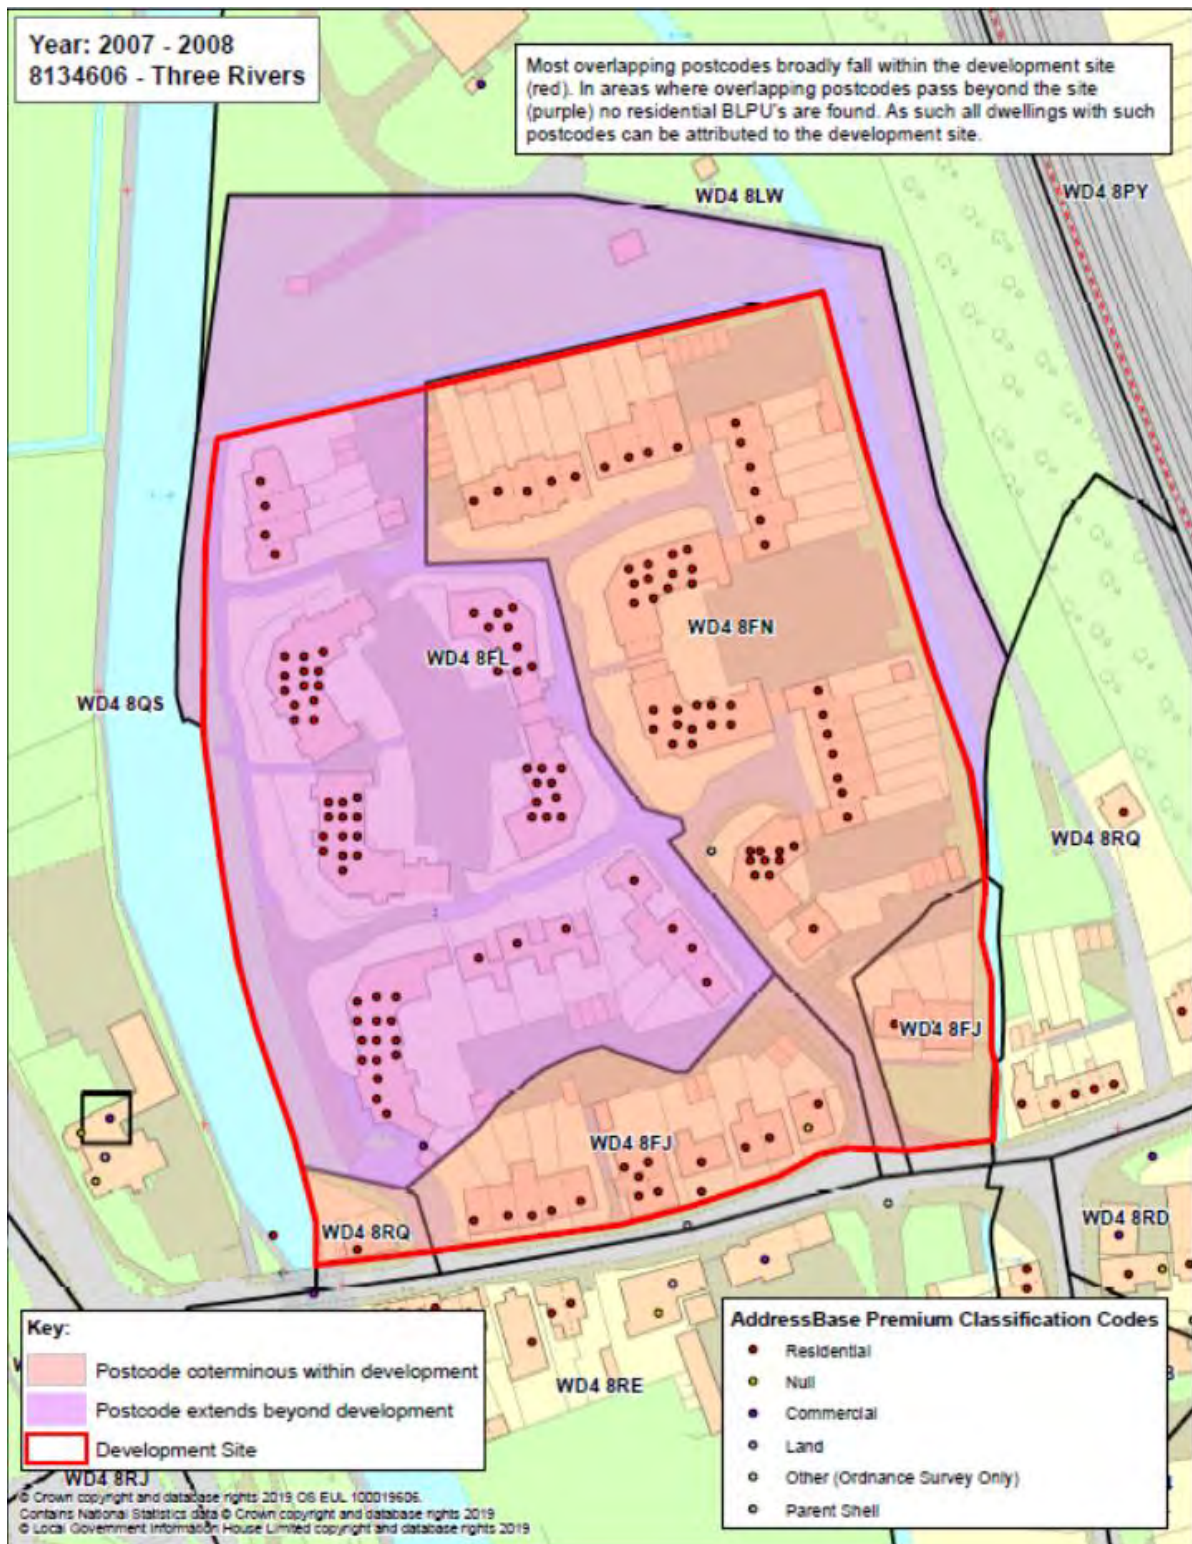 Year: 2007 - 2008
8134606 - Three Rivers
Most overlapping postcodes broadly fall within the development site
(red). In areas where overlapping postcodes pass beyond the site
(purple) no residential BLPU's are found. As such all dwellings with such
postcodes can be attributed to the development site.
WD4 8LW
WD4 8PY
WD4 8FN
WD4 8FL
WD4 8QS
WD4 8RQ
WD4 8FJ
WD4 8FJ
WD4 8RQ
WD4 8RD
WD4 8RE
WD4 8RJ
Key:
Postcode coterminous within development
Postcode extends beyond development
Development Site
AddressBase Premium Classification Codes
Residential
Null
Commercial
Land
Other (Ordnance Survey Only)
Parent Shell
© Crown copyright and database rights 2019 OS EUL 100019606.
Contains National Statistics data © Crown copyright and database rights 2019
© Local Government Information House Limited copyright and database rights 2019